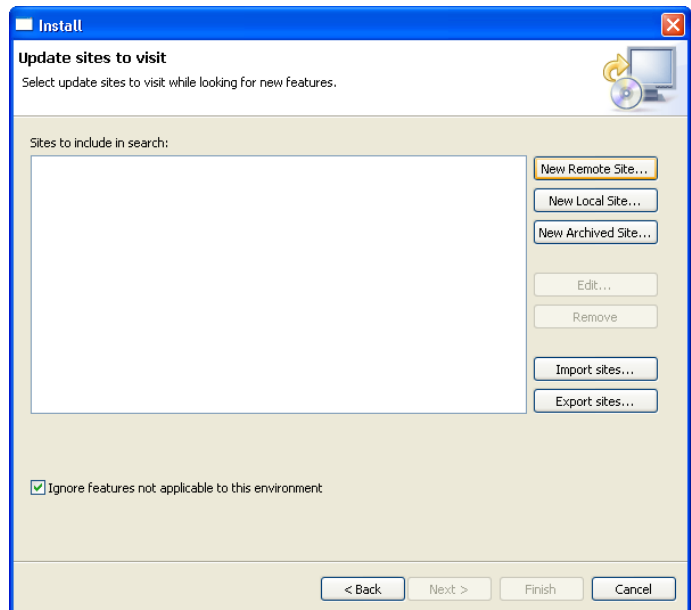 Install
Update sites to visit
Select update sites to visit while looking for new features.
Sites to include in search:
New Remote Site...
New Local Site...
New Archived Site...
Edit...
Remove
Import sites...
Export sites...
Ignore features not applicable to this environment
< Back Next > Finish Cancel